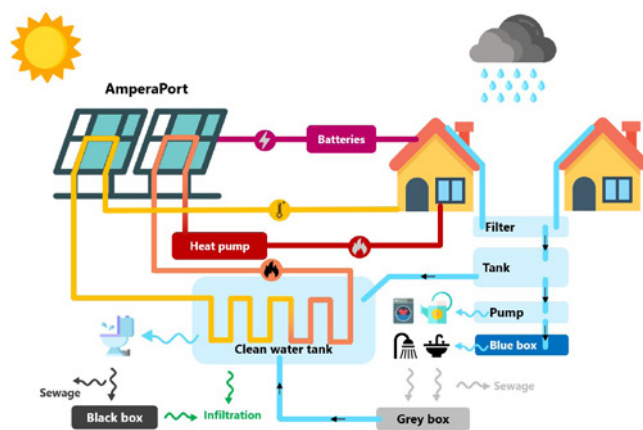 AmperaPort
Batteries
Filter
Heat pump
Tank
Pump
Clean water tank
Blue box
Sewage
Sewage
Black box
Infiltration
Grey box